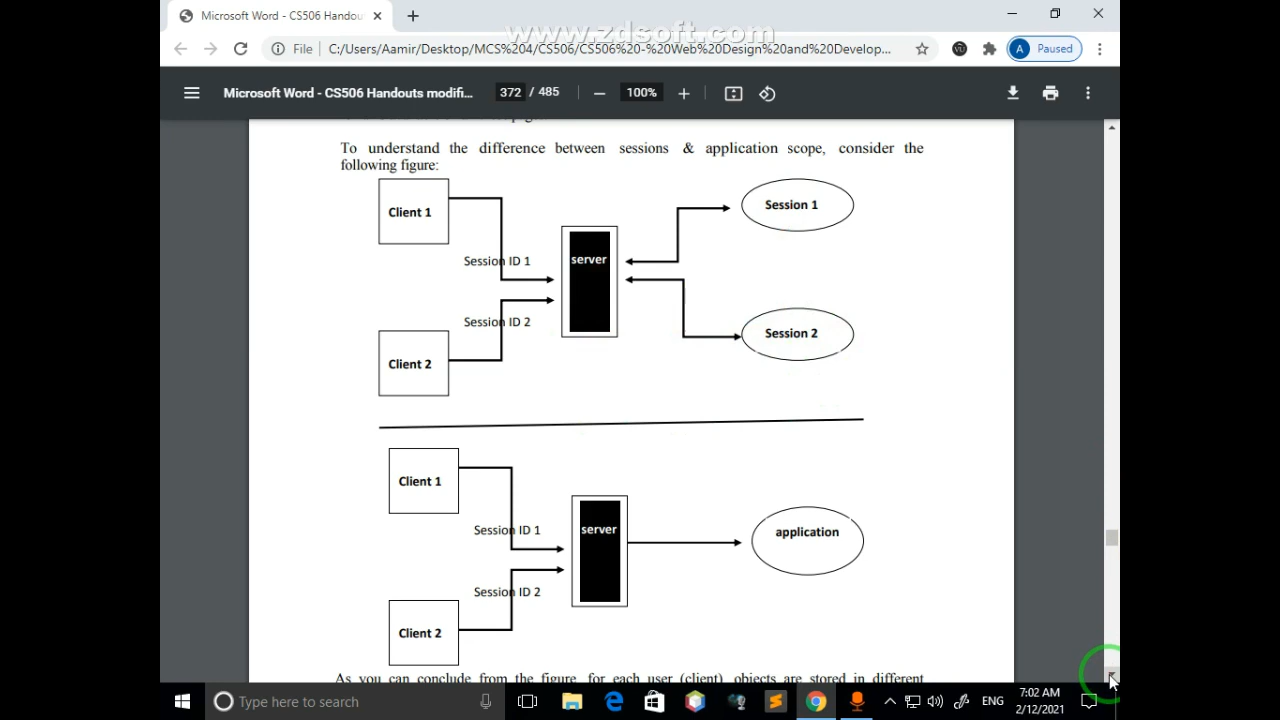 Microsoft Word - CS506 Handou
www.zdsoft.com
File
C:/Users/Aamir/Desktop/MCS%204/CS506/CS506%20-%20Web%20Design%20and%20Develop...
A Paused
Microsoft Word - CS506 Handouts modifi...
372 / 485
100%
To understand the difference between sessions & application scope, consider the
following figure:
Client 1
Session 1
Session ID 1
server
Session ID 2
Session 2
Client 2
Client 1
Session ID 1
server
application
Session ID 2
Client 2
As you can conclude from the figure, for each user (client), objects are stored in different
Type here to search
ENG
7:02 AM
2/12/2021